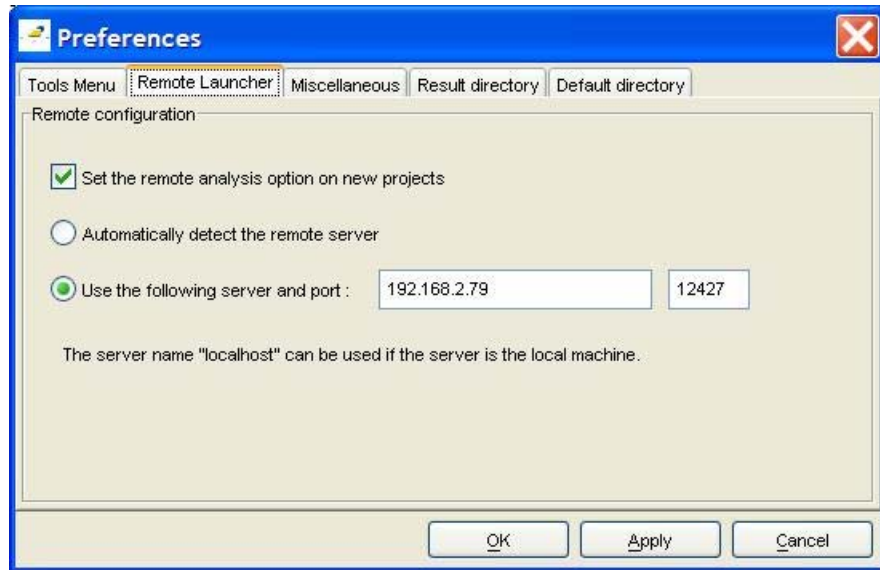 Preferences
Tools Menu Remote Launcher Miscellaneous Result directory Default directory
Remote configuration
Set the remote analysis option on new projects
Automatically detect the remote server
Use the following server and port : 192.168.2.79 12427
The server name "localhost" can be used if the server is the local machine.
OK Apply Cancel